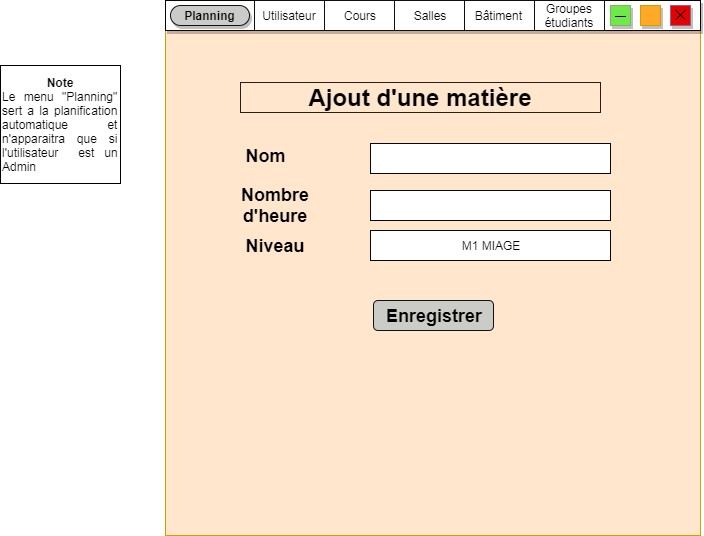 Planning
Utilisateur
Cours
Salles
Bâtiment
Groupes
étudiants
Note
Le menu "Planning"
sert a la planification
automatique et
n'apparaitra que si
l'utilisateur est un
Admin
Ajout d'une matière
Nom
Nombre
d'heure
Niveau
M1 MIAGE
Enregistrer